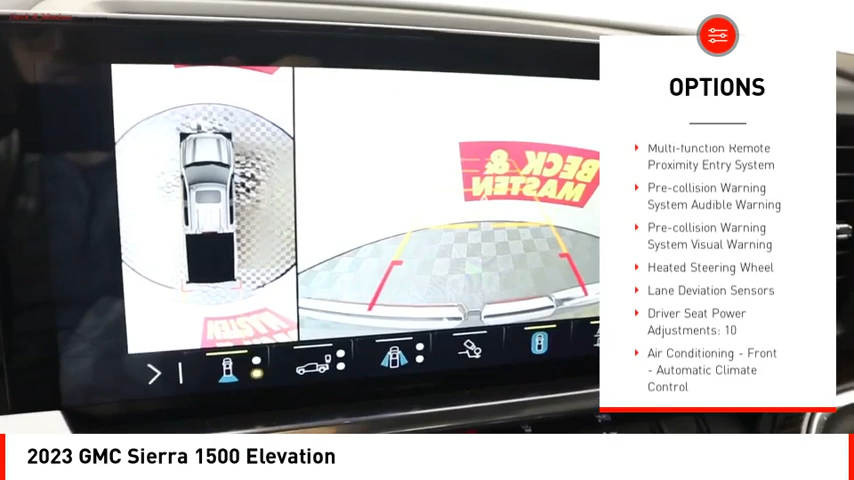 OPTIONS
Multi-function Remote
Proximity Entry System
Pre-collision Warning
System Audible Warning
Pre-collision Warning
System Visual Warning
Heated Steering Wheel
Lane Deviation Sensors
Driver Seat Power
Adjustments: 10
Air Conditioning - Front
- Automatic Climate
Control
BECK &
MASTEN
MASTEN
2023 GMC Sierra 1500 Elevation